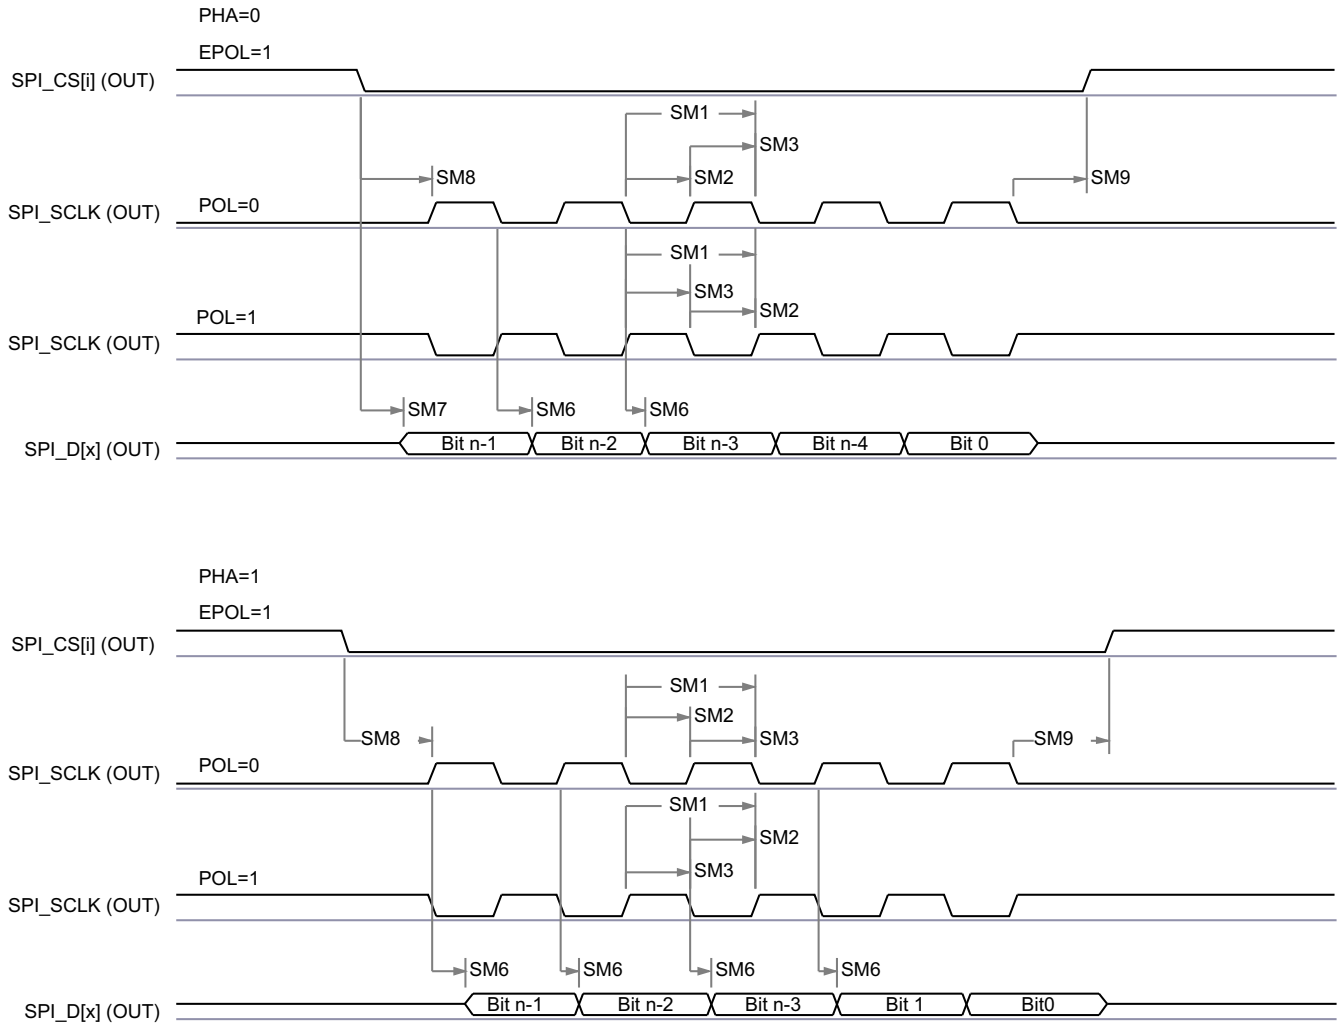 PHA=0
EPOL=1
SPI_CS[i] (OUT)
SM1
SM3
SM8
SM2
SM9
POL=0
SPI_SCLK (OUT)
SM1
SM3
SM2
POL=1
SPI_SCLK (OUT)
SM7
SM6
SM6
SPI_D[x] (OUT)
Bit n-1
Bit n-2
Bit n-3
Bit n-4
Bit 0
PHA=1
EPOL=1
SPI_CS[i] (OUT)
SM1
SM2
SM8
SM3
SM9
POL=0
SPI_SCLK (OUT)
SM1
SM2
SM3
POL=1
SPI_SCLK (OUT)
SM6
SM6
SM6
SM6
SPI_D[x] (OUT)
Bit n-1
Bit n-2
Bit n-3
Bit 1
Bit0